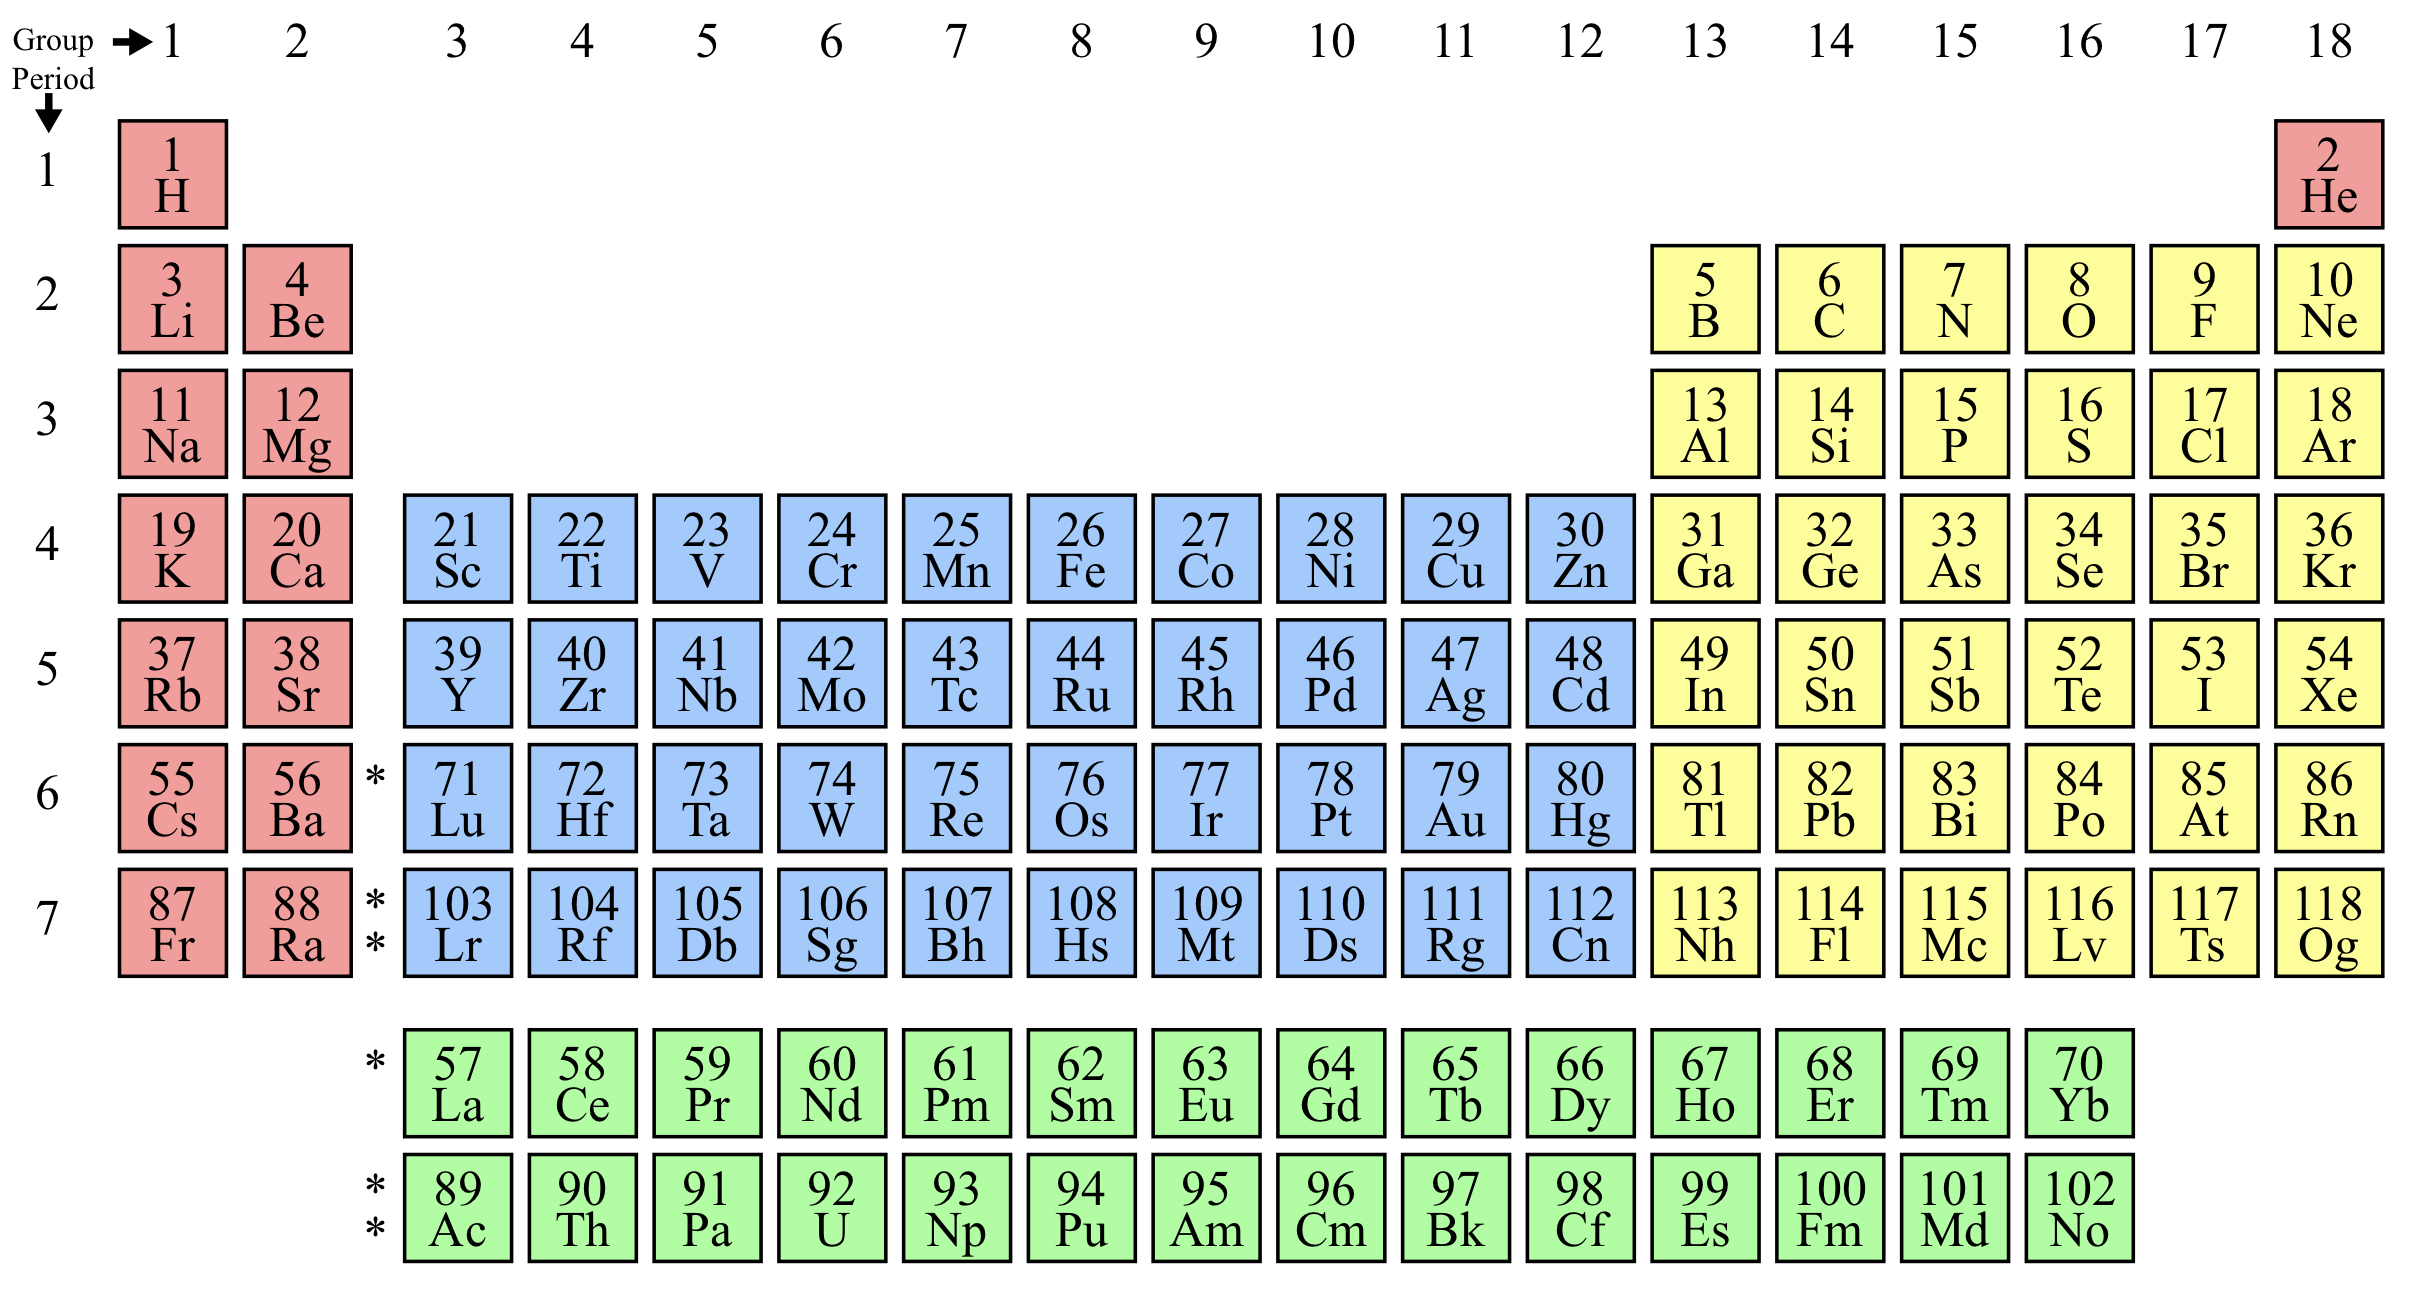 Group 1 2 3 4 5 6 7 8 9 10 11 12 13 14 15 16 17 18
Period
1 1 2
H He
2 3 4 5 6 7 8 9 10
Li Be B C N O F Ne
3 11 12 13 14 15 16 17 18
Na Mg Al Si P S Cl Ar
4 19 20 21 22 23 24 25 26 27 28 29 30 31 32 33 34 35 36
K Ca Sc Ti V Cr Mn Fe Co Ni Cu Zn Ga Ge As Se Br Kr
5 37 38 39 40 41 42 43 44 45 46 47 48 49 50 51 52 53 54
Rb Sr Y Zr Nb Mo Tc Ru Rh Pd Ag Cd In Sn Sb Te I Xe
6 55 56 * 71 72 73 74 75 76 77 78 79 80 81 82 83 84 85 86
Cs Ba Lu Hf Ta W Re Os Ir Pt Au Hg Tl Pb Bi Po At Rn
7 87 88 * 103 104 105 106 107 108 109 110 111 112 113 114 115 116 117 118
Fr Ra * Lr Rf Db Sg Bh Hs Mt Ds Rg Cn Nh Fl Mc Lv Ts Og
* 57 58 59 60 61 62 63 64 65 66 67 68 69 70
La Ce Pr Nd Pm Sm Eu Gd Tb Dy Ho Er Tm Yb
* 89 90 91 92 93 94 95 96 97 98 99 100 101 102
* Ac Th Pa U Np Pu Am Cm Bk Cf Es Fm Md No